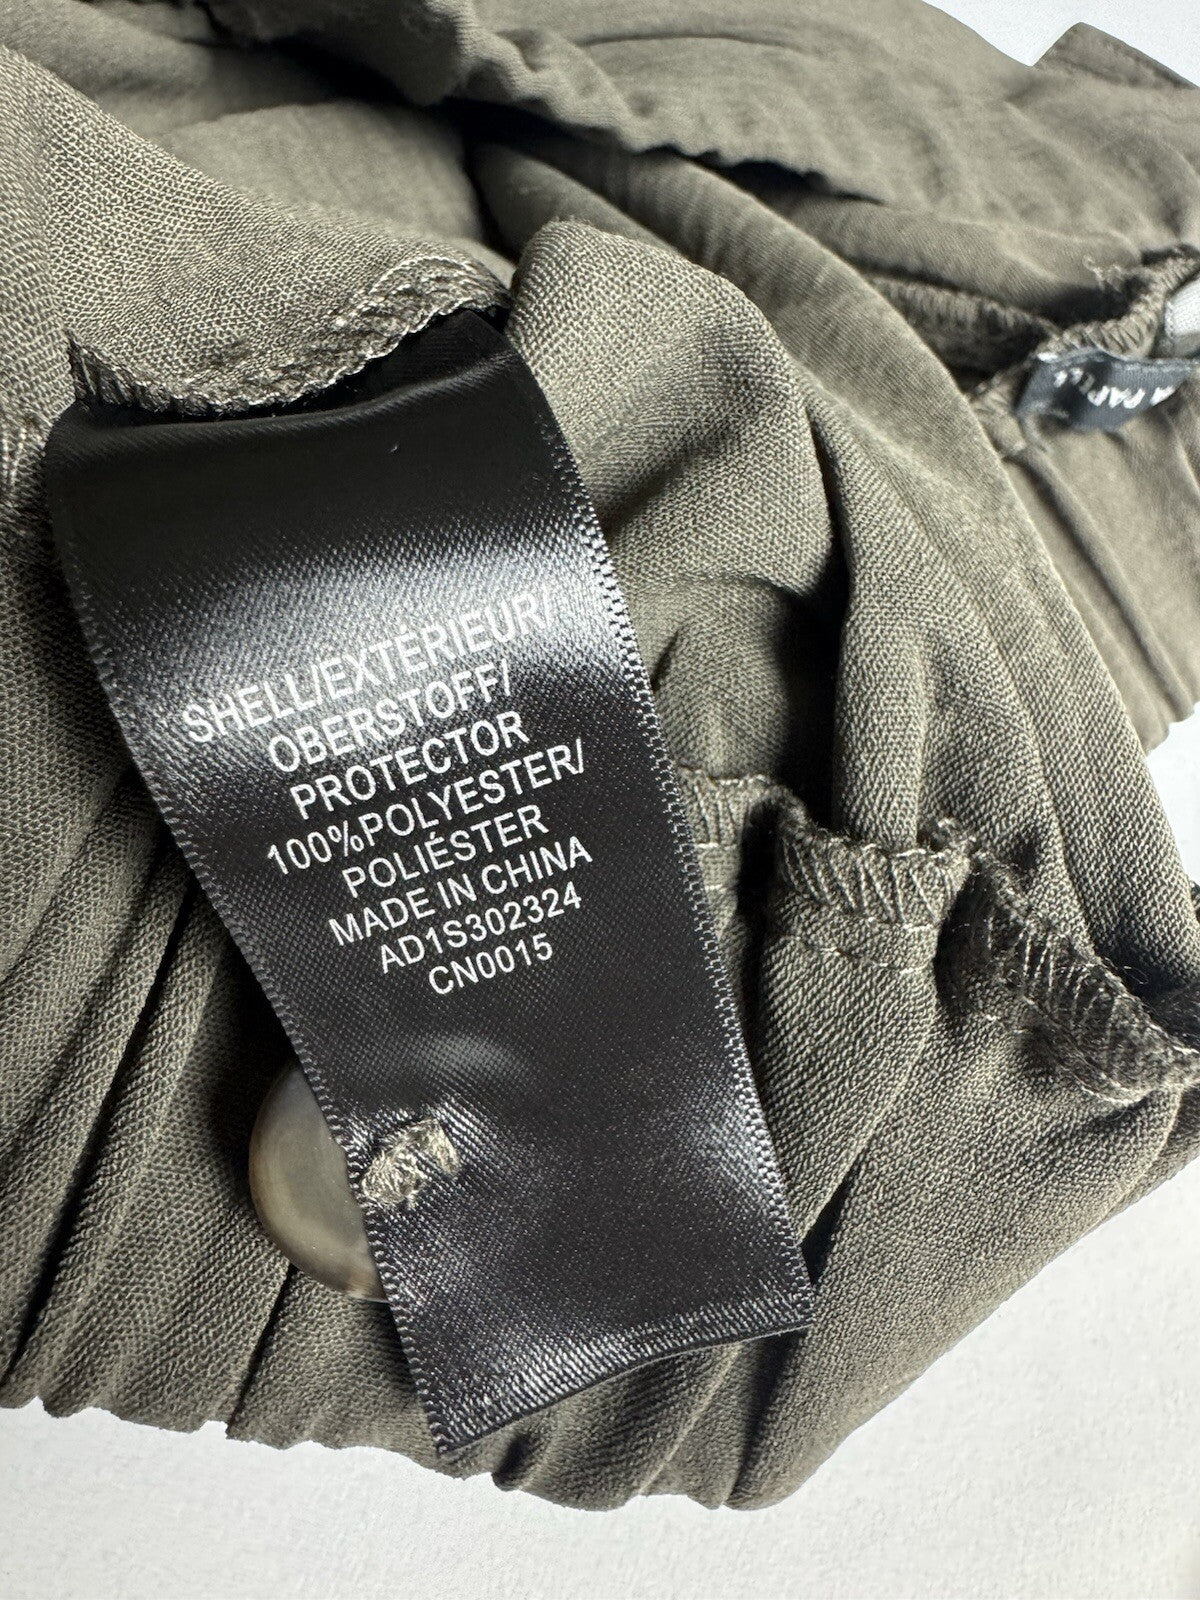 SHELL/EXTÉRIEUR/
OBERSTOFF/
PROTECTOR
100%POLYESTER/
POLIÉSTER
MADE IN CHINA
AD1S302324
CN0015